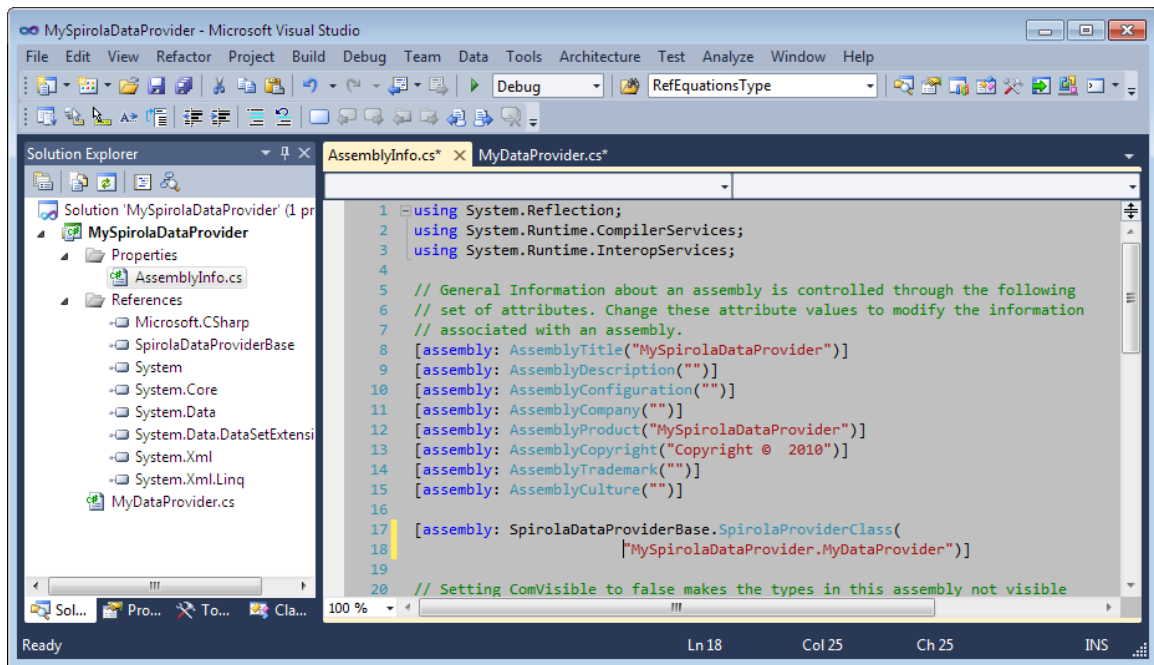 MySpirolaDataProvider - Microsoft Visual Studio
File Edit View Refactor Project Build Debug Team Data Tools Architecture Test Analyze Window Help
Debug RefEquationsType
Solution Explorer
AssemblyInfo.cs* MyDataProvider.cs*
Solution 'MySpirolaDataProvider' (1 pr
MySpirolaDataProvider
Properties
AssemblyInfo.cs
References
Microsoft.CSharp
SpirolaDataProviderBase
System
System.Core
System.Data
System.Data.DataSetExtensi
System.Xml
System.Xml.Linq
MyDataProvider.cs
1 using System.Reflection;
2 using System.Runtime.CompilerServices;
3 using System.Runtime.InteropServices;
4
5 // General Information about an assembly is controlled through the following
6 // set of attributes. Change these attribute values to modify the information
7 // associated with an assembly.
8 [assembly: AssemblyTitle("MySpirolaDataProvider")]
9 [assembly: AssemblyDescription("")]
10 [assembly: AssemblyConfiguration("")]
11 [assembly: AssemblyCompany("")]
12 [assembly: AssemblyProduct("MySpirolaDataProvider")]
13 [assembly: AssemblyCopyright("Copyright ©  2010")]
14 [assembly: AssemblyTrademark("")]
15 [assembly: AssemblyCulture("")]
16
17 [assembly: SpirolaDataProviderBase.SpirolaProviderClass(
18 "MySpirolaDataProvider.MyDataProvider")]
19
20 // Setting ComVisible to false makes the types in this assembly not visible
Sol... Pro... To... Cla...
100 %
Ready Ln 18 Col 25 Ch 25 INS